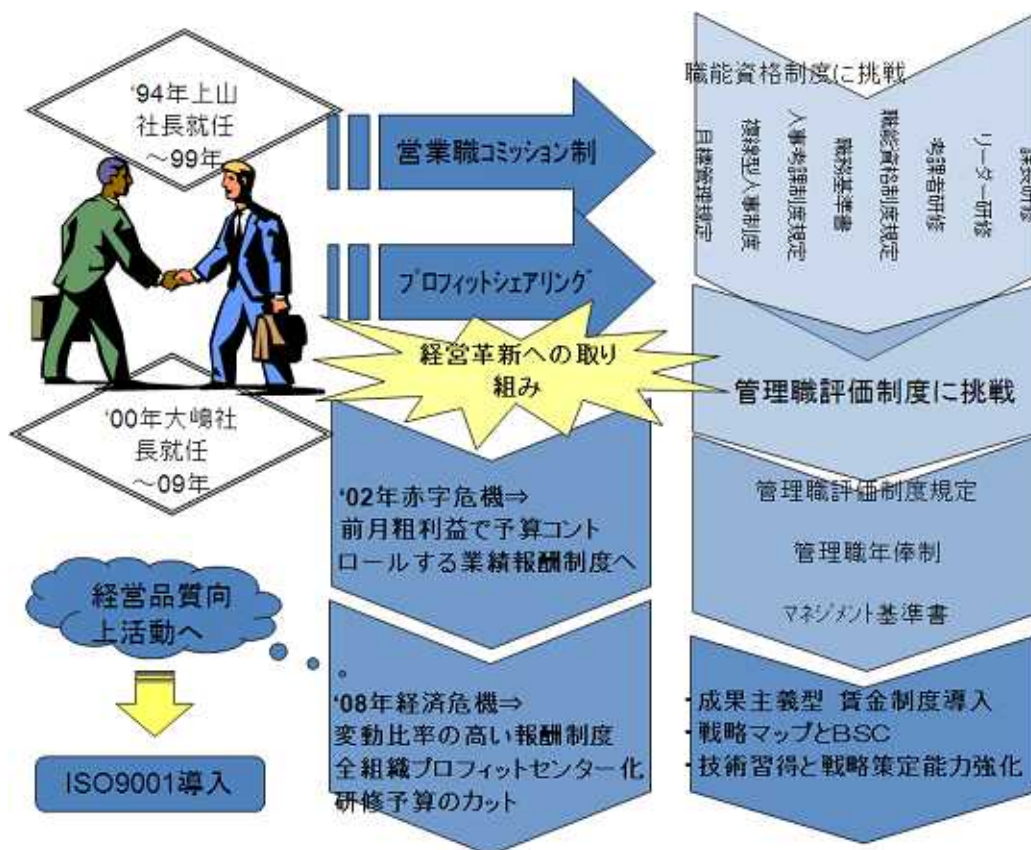 ‘94年上山
社長就任
～99年
営業職コミッション制
プロフィットシェアリング
職能資格制度に挑戦
目標管理規定
複線型人事制度
人事考課制度規定
職務基準書
職能資格制度規定
考課者研修
リーダー研修
課長研修
経営革新への取り
組み
管理職評価制度に挑戦
‘00年大嶋社
長就任
～09年
‘02年赤字危機⇒
前月粗利益で予算コント
ロールする業績報酬制度へ
管理職評価制度規定
管理職年俸制
マネジメント基準書
経営品質向
上活動へ
ISO9001導入
‘08年経済危機⇒
変動比率の高い報酬制度
全組織プロフィットセンター化
研修予算のカット
・成果主義型 賃金制度導入
・戦略マップとBSC
・技術習得と戦略策定能力強化